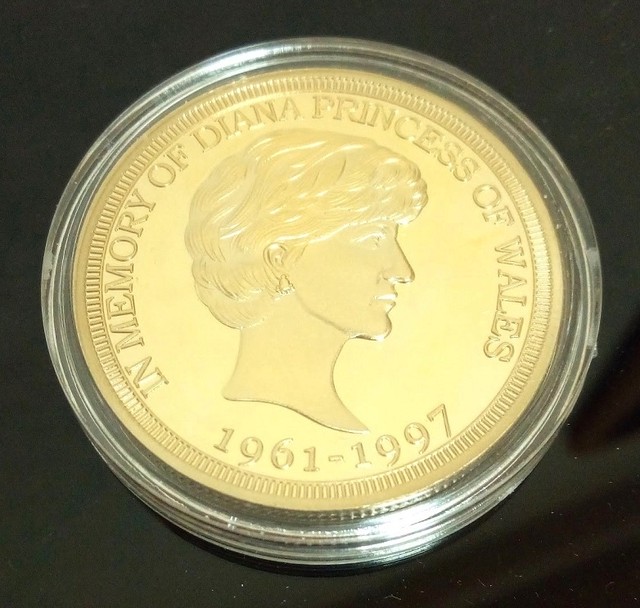 IN MEMORY OF DIANA PRINCESS OF WALES
1961-1997